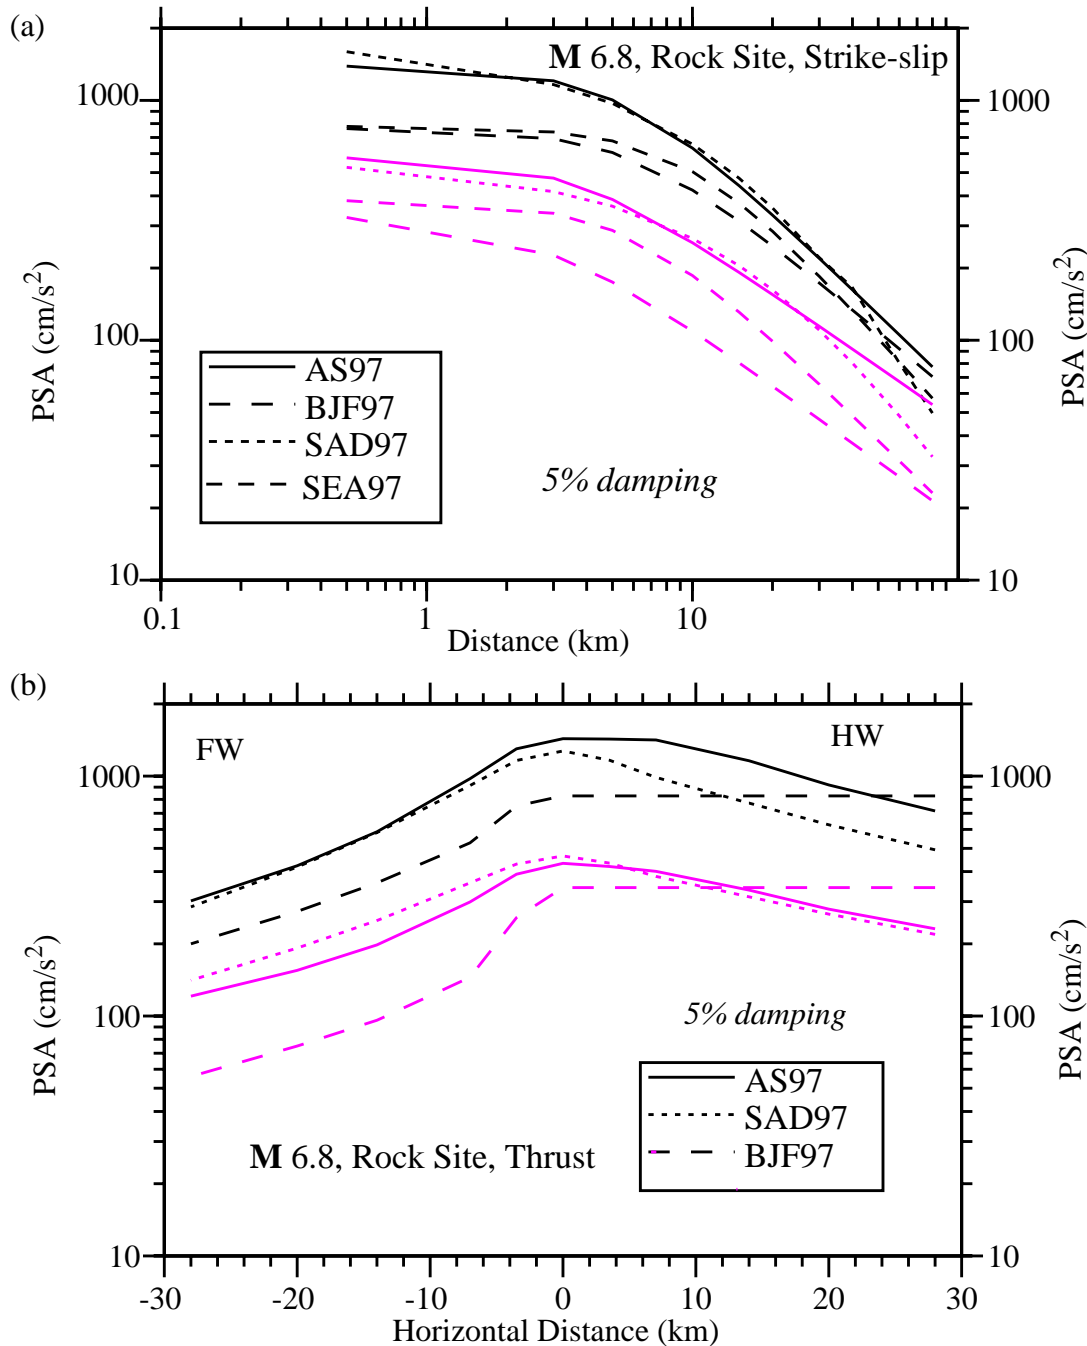 (a)
M 6.8, Rock Site, Strike-slip
1000
1000
PSA (cm/s²)
PSA (cm/s²)
100
100
AS97
BJF97
SAD97
SEA97
5% damping
10
10
0.1
1
10
Distance (km)
(b)
FW
HW
1000
1000
PSA (cm/s²)
PSA (cm/s²)
100
100
5% damping
AS97
SAD97
BJF97
M 6.8, Rock Site, Thrust
10
10
-30 -20 -10 0 10 20 30
Horizontal Distance (km)